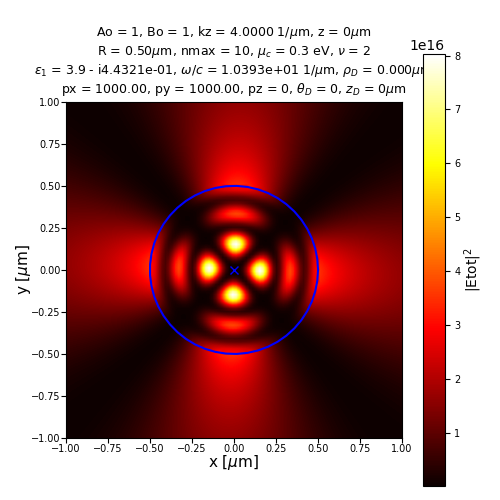 Ao = 1, Bo = 1, kz = 4.0000 1/μm, z = 0μm
R = 0.50μm, nmax = 10, μc = 0.3 eV, ν = 2
ε1 = 3.9 - i4.4321e-01, ω/c = 1.0393e+01 1/μm, ρD = 0.000μm
px = 1000.00, py = 1000.00, pz = 0, θD = 0, zD = 0μm
1e16
8
7
6
5
4
3
2
1
|Etot|²
1.00
0.75
0.50
0.25
0.00
−0.25
−0.50
−0.75
−1.00
y [μm]
−1.00 −0.75 −0.50 −0.25 0.00 0.25 0.50 0.75 1.00
x [μm]